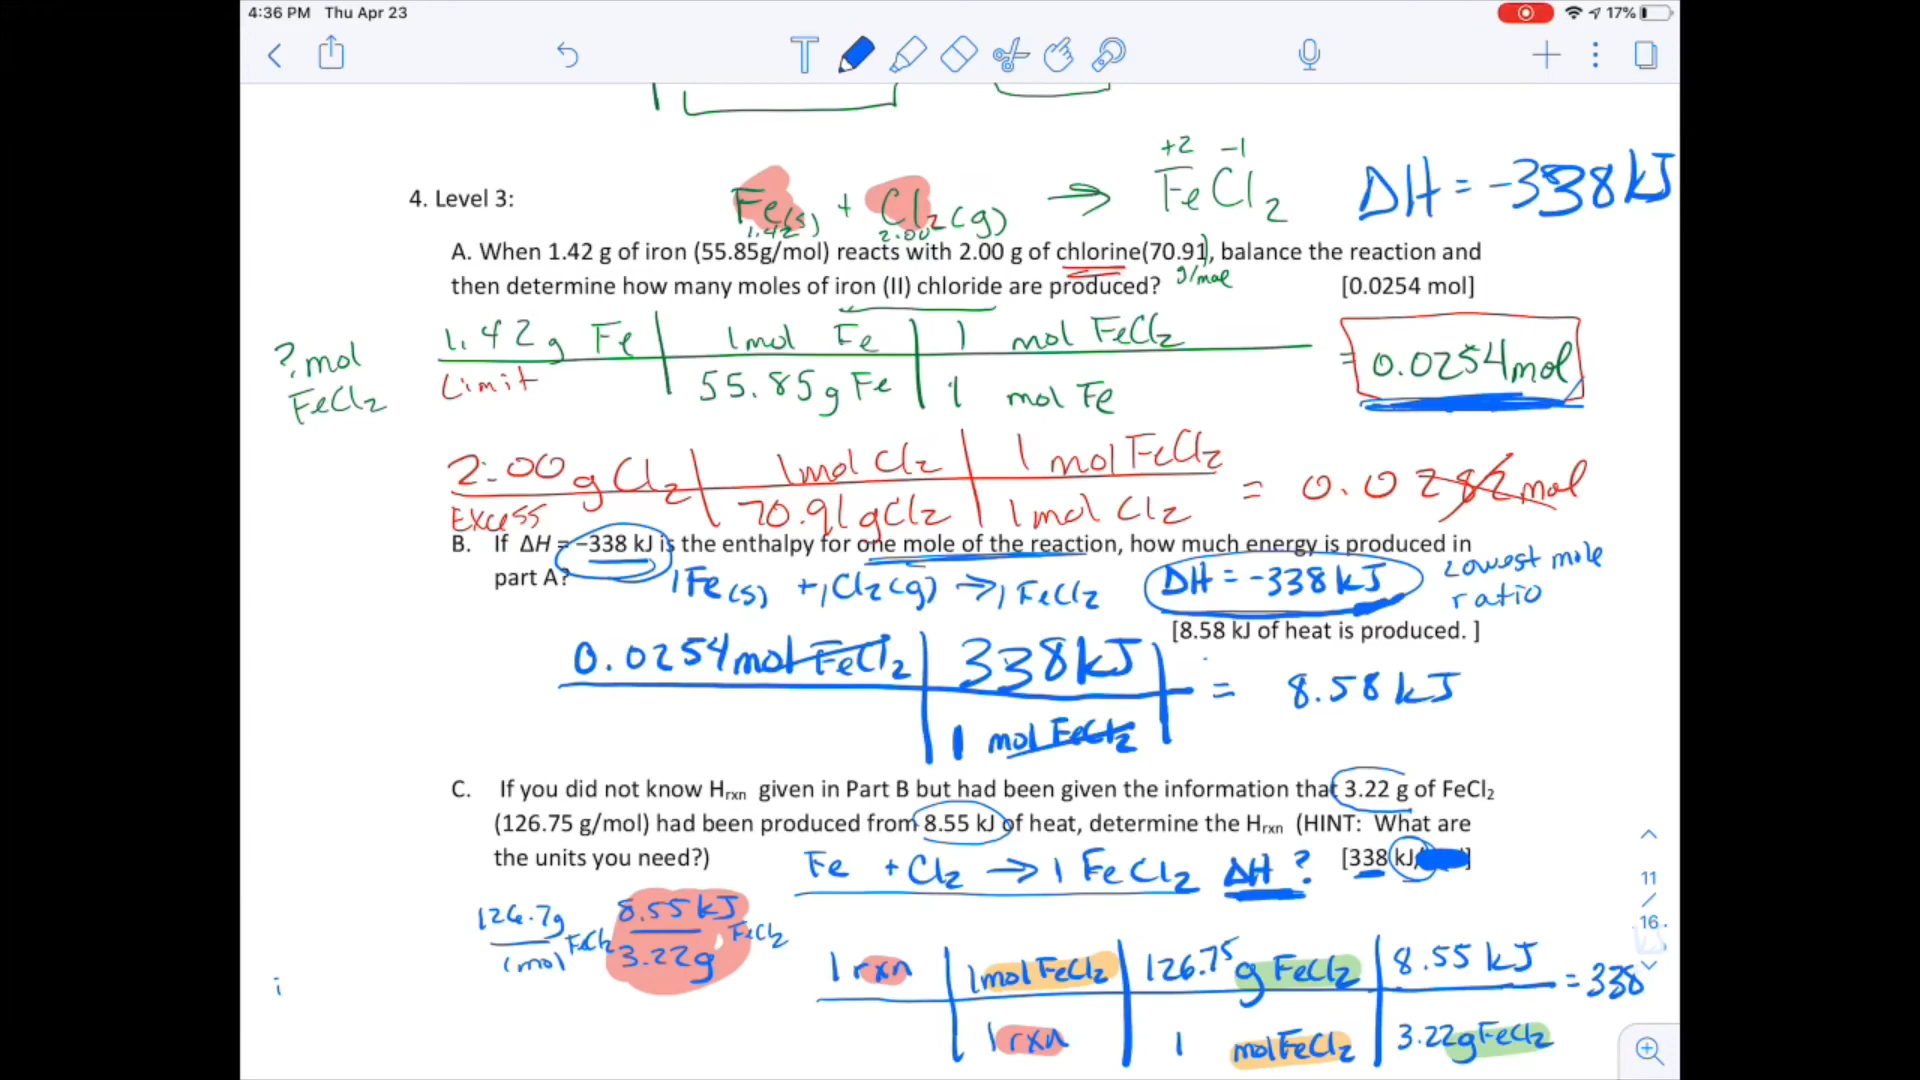 4:36 PM Thu Apr 23
17%
+2 -1
4. Level 3:
Fe(s) + Cl2(g) → FeCl2 ΔH = -338 kJ
1.42 2.00
A. When 1.42 g of iron (55.85g/mol) reacts with 2.00 g of chlorine(70.91), balance the reaction and
g/mol
then determine how many moles of iron (II) chloride are produced? [0.0254 mol]
? mol FeCl2
1.42 g Fe | 1 mol Fe | 1 mol FeCl2 = 0.0254 mol
Limit | 55.85 g Fe | 1 mol Fe
2.00 g Cl2 | 1 mol Cl2 | 1 mol FeCl2 = 0.0282 mol
Excess | 70.91 g Cl2 | 1 mol Cl2
B. If ΔH = -338 kJ is the enthalpy for one mole of the reaction, how much energy is produced in
part A? 1 Fe(s) + 1 Cl2(g) → 1 FeCl2 ΔH = -338 kJ
Lowest mole
ratio
[8.58 kJ of heat is produced. ]
0.0254 mol FeCl2 | 338 kJ | = 8.58 kJ
1 mol FeCl2
C. If you did not know Hrxn given in Part B but had been given the information that 3.22 g of FeCl2
(126.75 g/mol) had been produced from 8.55 kJ of heat, determine the Hrxn (HINT: What are
the units you need?) [338 kJ/ ]
Fe + Cl2 → 1 FeCl2 ΔH ?
11
/
16
126.7g 8.55 kJ
1 mol FeCl2 3.22g FeCl2
1 rxn | 1 mol FeCl2 | 126.75 g FeCl2 | 8.55 kJ = 338
1 rxn | 1 mol FeCl2 | 3.22 g FeCl2